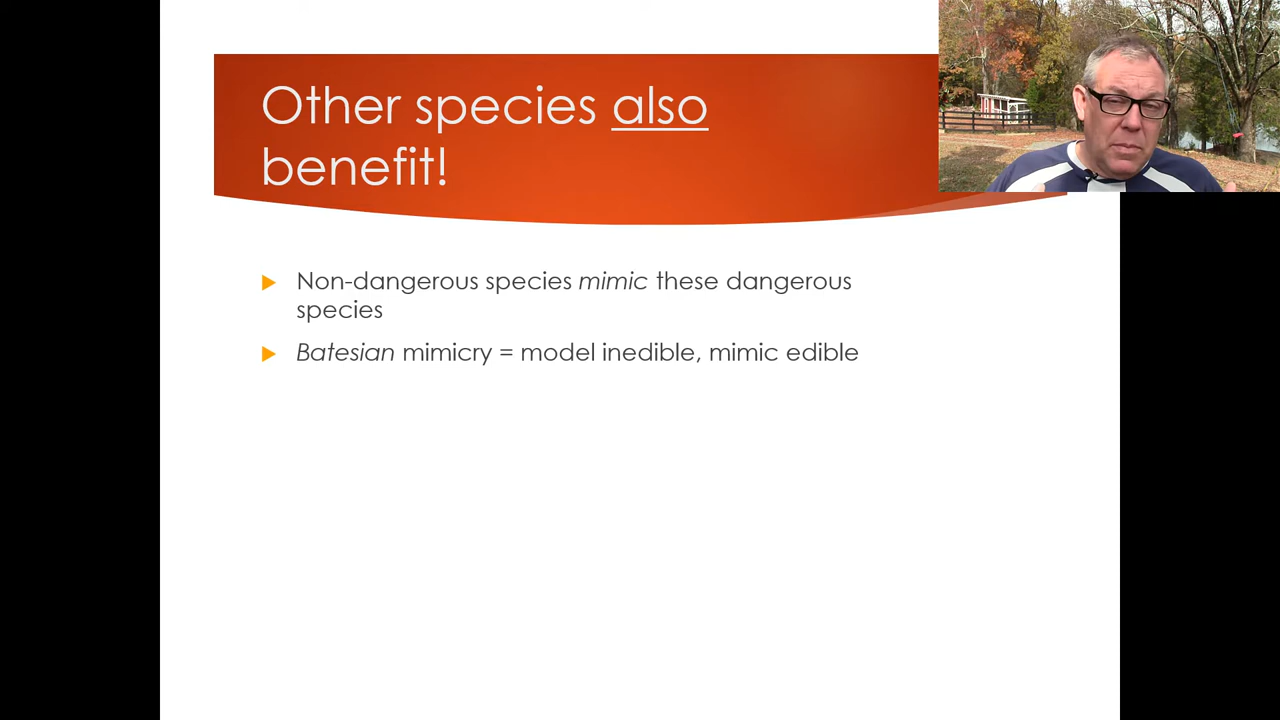 Other species also
benefit!
Non-dangerous species mimic these dangerous
species
Batesian mimicry = model inedible, mimic edible